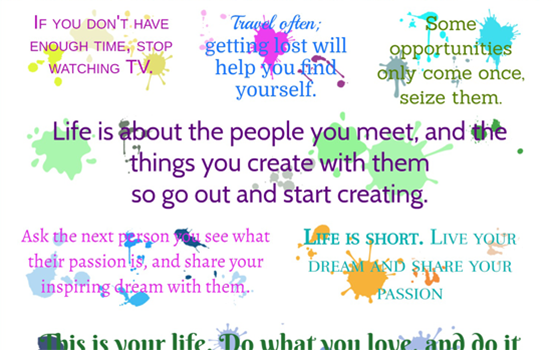 If you don't have
enough time, stop
watching TV.
Travel often;
getting lost will
help you find
yourself.
Some
opportunities
only come once,
seize them.
Life is about the people you meet, and the
things you create with them
so go out and start creating.
Ask the next person you see what
their passion is, and share your
inspiring dream with them.
Life is short. Live your
dream and share your
passion
This is your life. Do what you love, and do it